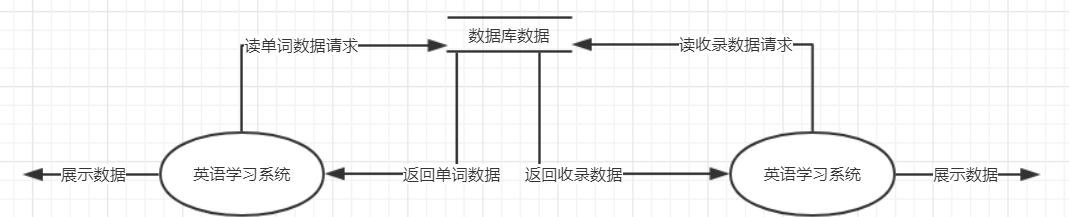 数据库数据
读单词数据请求
读收录数据请求
展示数据
英语学习系统
返回单词数据
返回收录数据
英语学习系统
展示数据